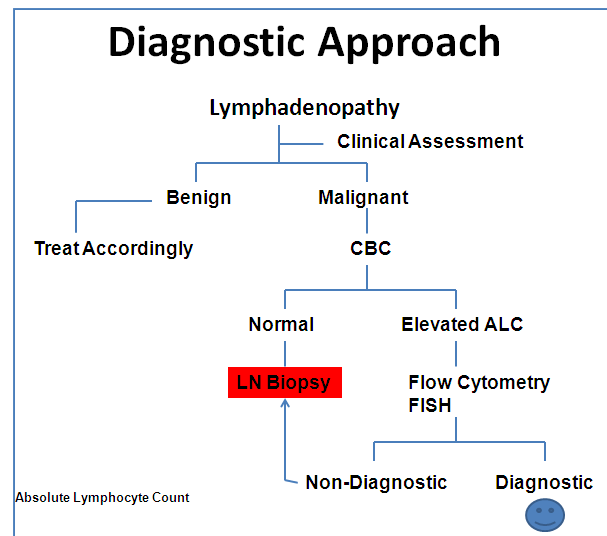 Diagnostic Approach
Lymphadenopathy
Clinical Assessment
Benign
Malignant
Treat Accordingly
CBC
Normal
Elevated ALC
LN Biopsy
Flow Cytometry
FISH
Non-Diagnostic
Diagnostic
Absolute Lymphocyte Count